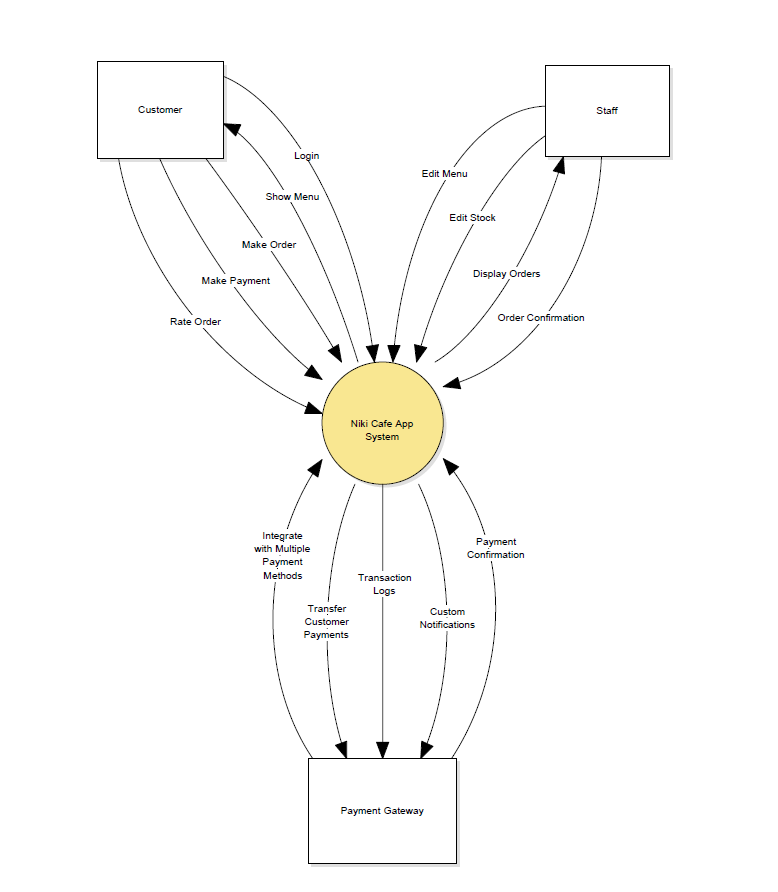 Customer
Staff
Login
Edit Menu
Show Menu
Edit Stock
Make Order
Display Orders
Make Payment
Order Confirmation
Rate Order
Niki Cafe App
System
Integrate
with Multiple
Payment
Methods
Payment
Confirmation
Transaction
Logs
Transfer
Customer
Payments
Custom
Notifications
Payment Gateway